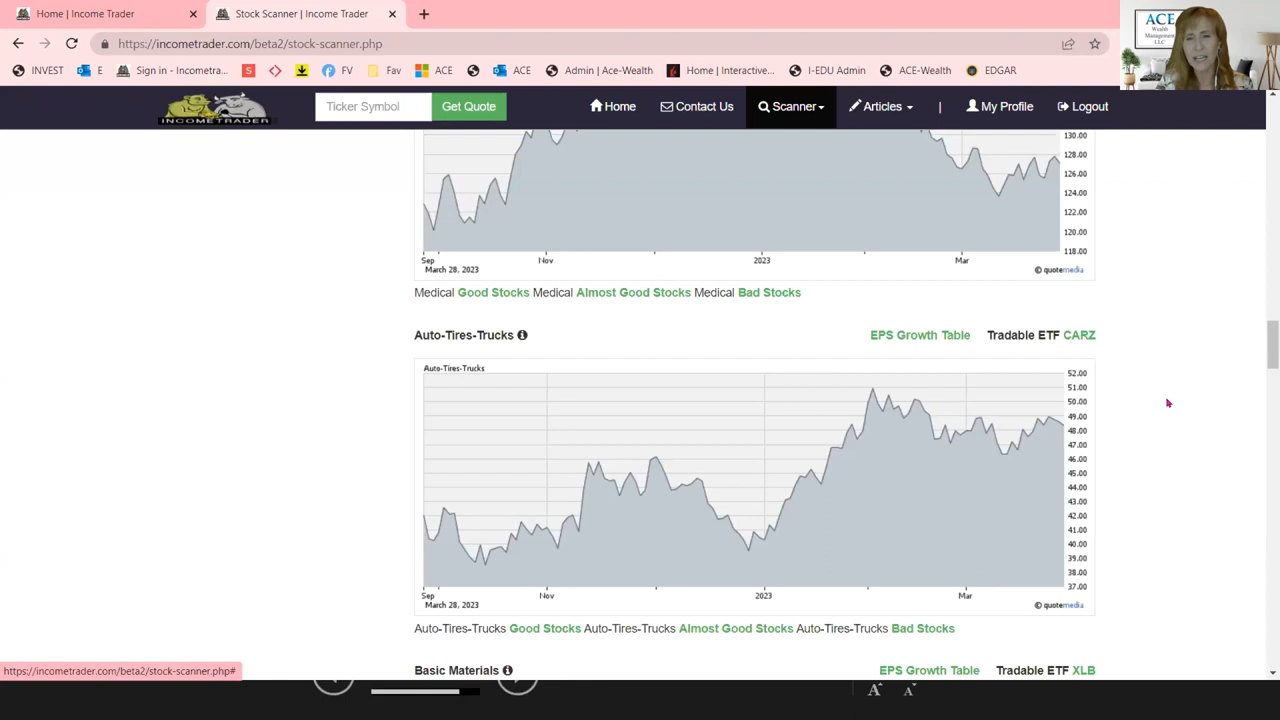 Home | Income Trader
Stock Scanner | Income Trader
https://incometrader.com/beta2/stock-scanner.php
ACE
Wealth
Management
LLC
INVEST
E
Sign in - Incometra...
S
FV
Fav
ACE
ACE
Admin | Ace-Wealth
Home | Interactive...
I-EDU Admin
ACE-Wealth
EDGAR
INCOMETRADER
Ticker Symbol
Get Quote
Home
Contact Us
Scanner
Articles
|
My Profile
Logout
130.00
128.00
126.00
124.00
122.00
120.00
118.00
Sep Nov 2023 Mar
March 28, 2023
© quotemedia
Medical Good Stocks Medical Almost Good Stocks Medical Bad Stocks
Auto-Tires-Trucks
EPS Growth Table
Tradable ETF CARZ
Auto-Tires-Trucks
52.00
51.00
50.00
49.00
48.00
47.00
46.00
45.00
44.00
43.00
42.00
41.00
40.00
39.00
38.00
37.00
Sep Nov 2023 Mar
March 28, 2023
© quotemedia
Auto-Tires-Trucks Good Stocks Auto-Tires-Trucks Almost Good Stocks Auto-Tires-Trucks Bad Stocks
Basic Materials
EPS Growth Table
Tradable ETF XLB
https://incometrader.com/beta2/stock-scanner.php#
A A